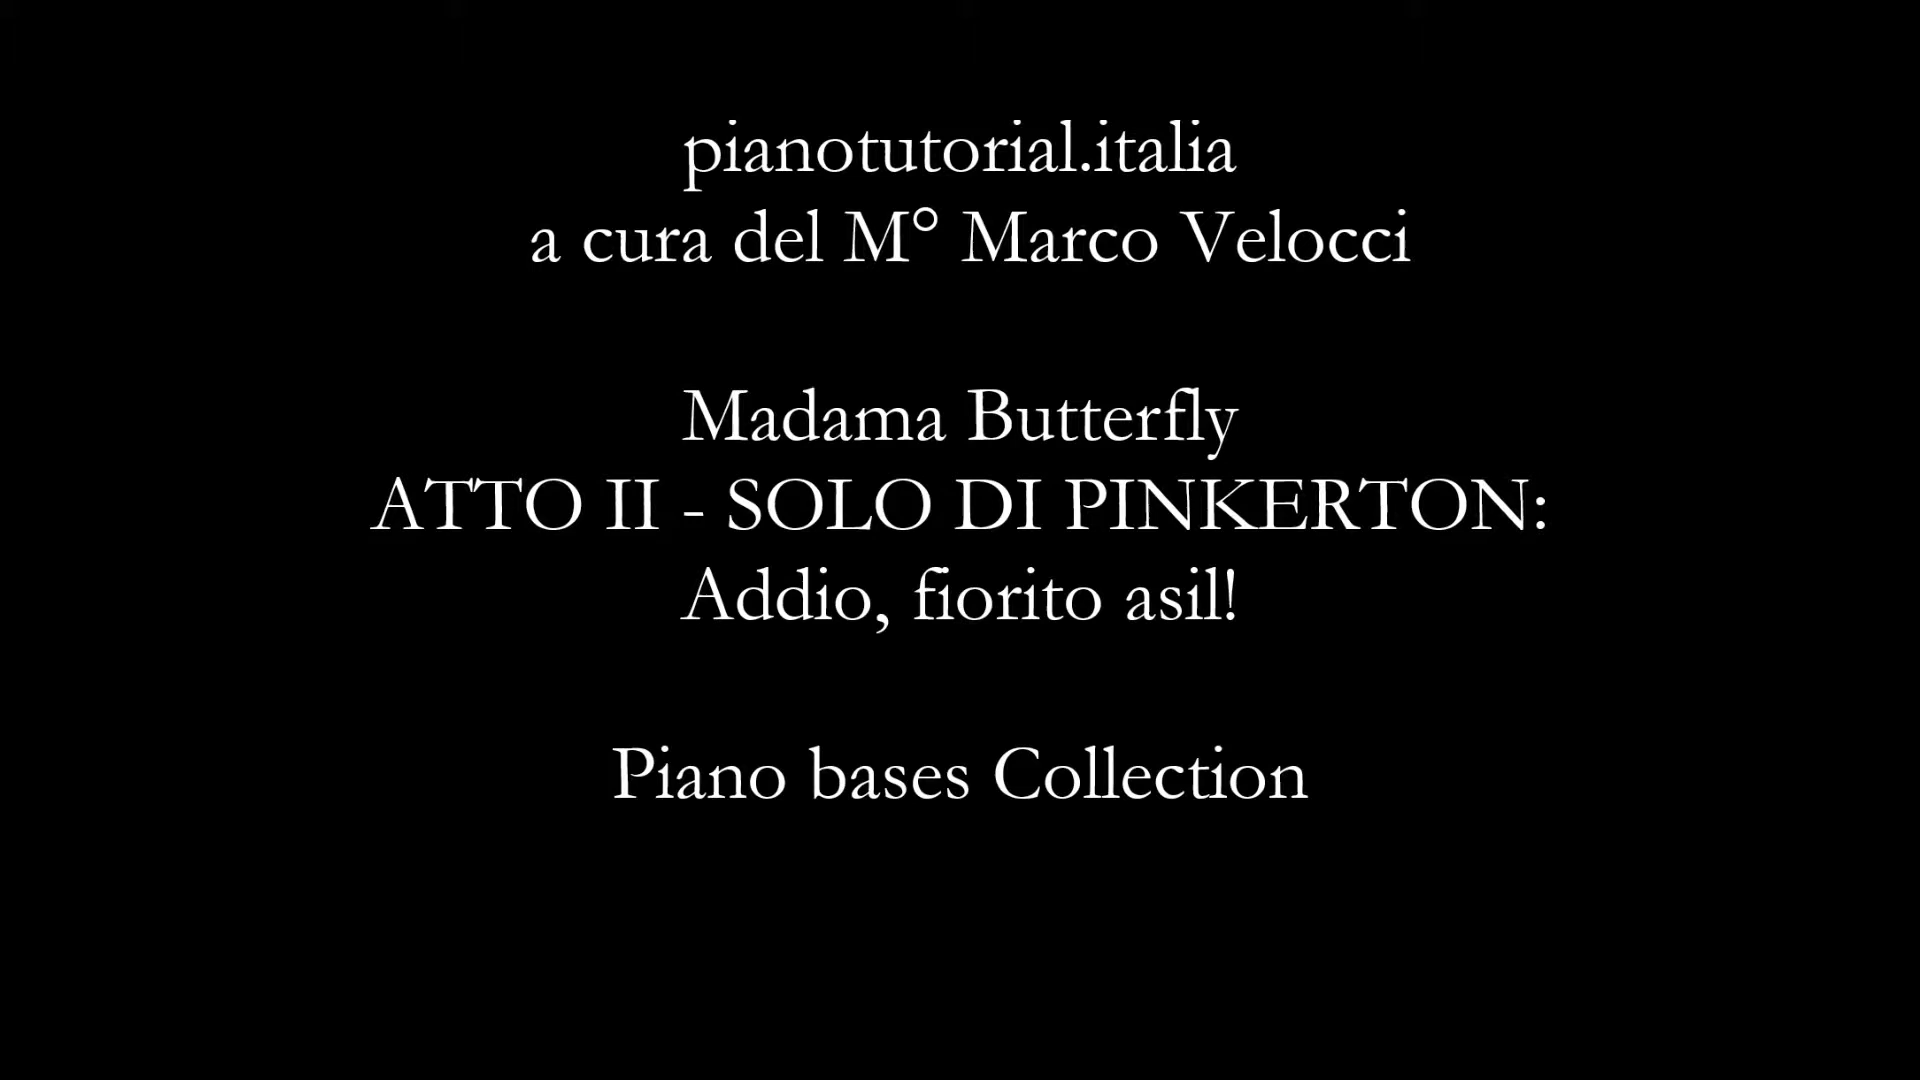 pianotutorial.italia
a cura del M° Marco Velocci
Madama Butterfly
ATTO II - SOLO DI PINKERTON:
Addio, fiorito asil!
Piano bases Collection